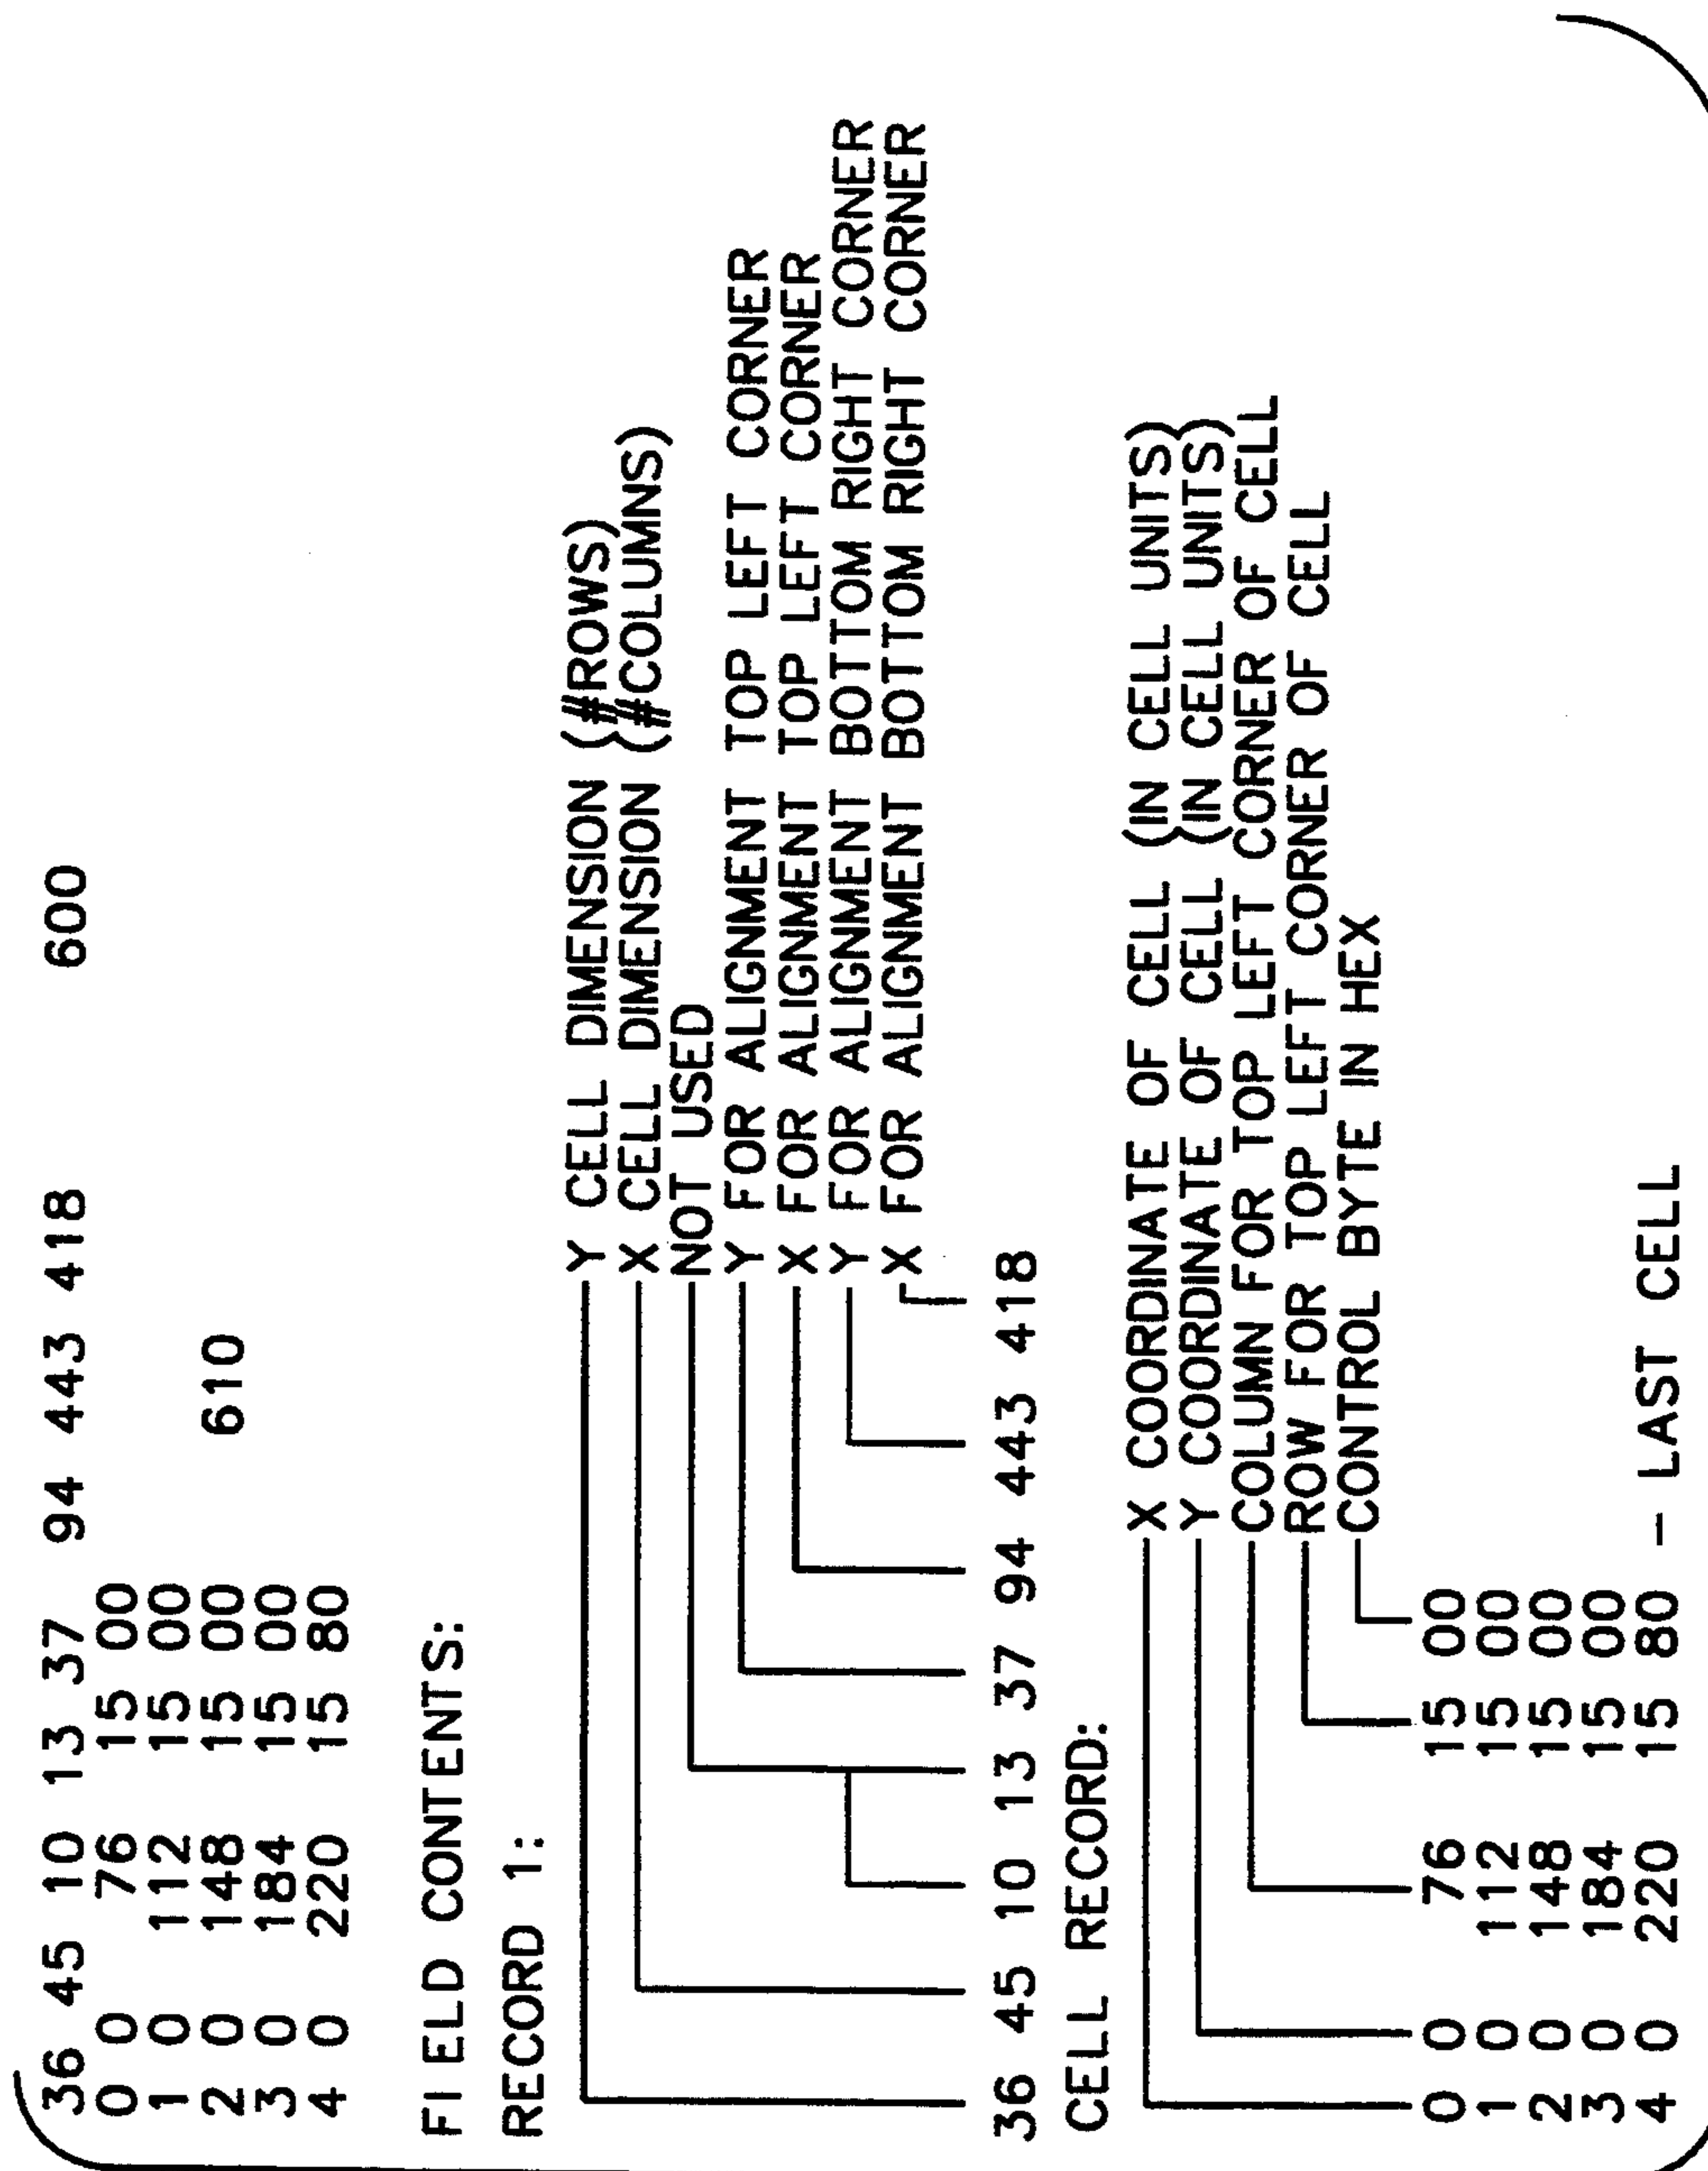 36 45 10 13 37 94 443 418 600
0 0 76 15 00
1 0 112 15 00
2 0 148 15 00 610
3 0 184 15 00
4 0 220 15 80
FIELD CONTENTS:
RECORD 1:
Y CELL DIMENSION (#ROWS)
X CELL DIMENSION (#COLUMNS)
NOT USED
Y FOR ALIGNMENT TOP LEFT CORNER
X FOR ALIGNMENT TOP LEFT CORNER
Y FOR ALIGNMENT BOTTOM RIGHT CORNER
X FOR ALIGNMENT BOTTOM RIGHT CORNER
36 45 10 13 37 94 443 418
CELL RECORD:
X COORDINATE OF CELL (IN CELL UNITS)
Y COORDINATE OF CELL (IN CELL UNITS)
COLUMN FOR TOP LEFT CORNER OF CELL
ROW FOR TOP LEFT CORNER OF CELL
CONTROL BYTE IN HEX
0 0 76 15 00
1 0 112 15 00
2 0 148 15 00
3 0 184 15 00
4 0 220 15 80 – LAST CELL